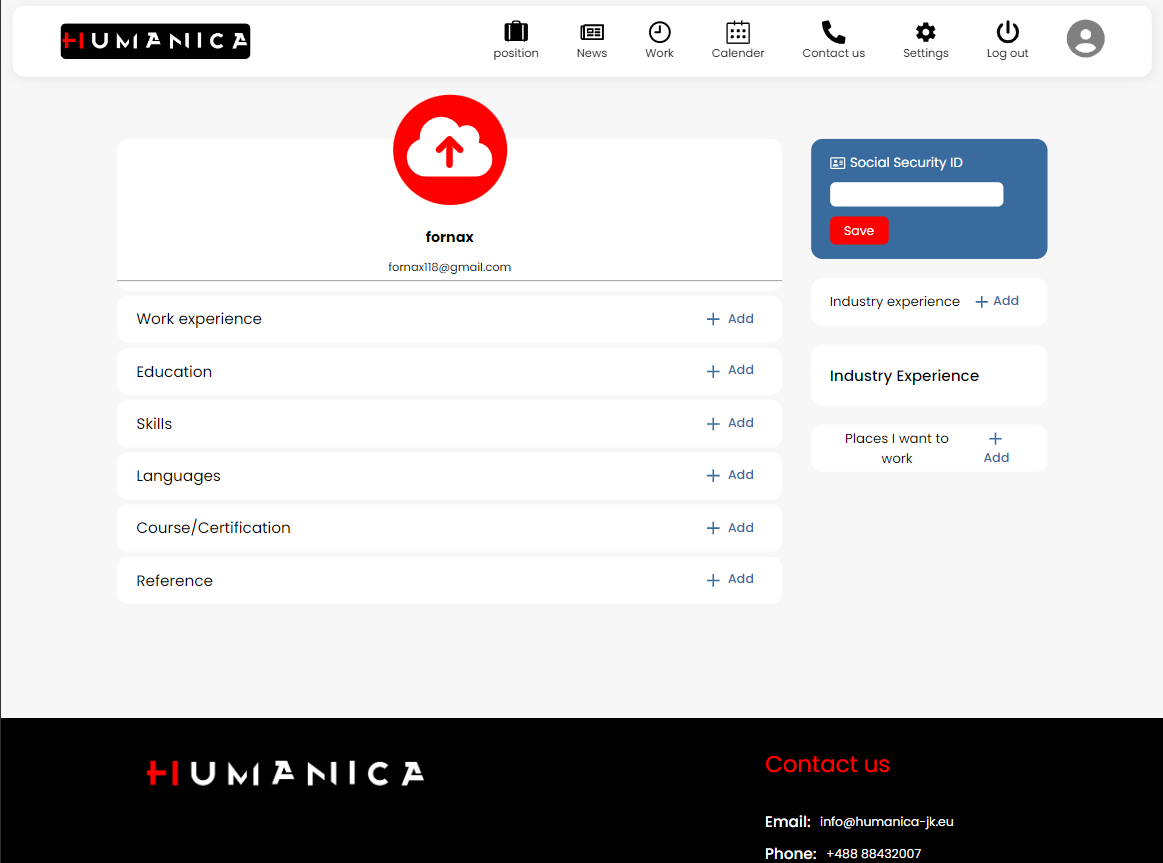 HUMANICA
position
News
Work
Calender
Contact us
Settings
Log out
fornax
fornax118@gmail.com
Work experience
Add
Education
Add
Skills
Add
Languages
Add
Course/Certification
Add
Reference
Add
Social Security ID
Save
Industry experience
Add
Industry Experience
Places I want to
work
Add
HUMANICA
Contact us
Email: info@humanica-jk.eu
Phone: +488 88432007